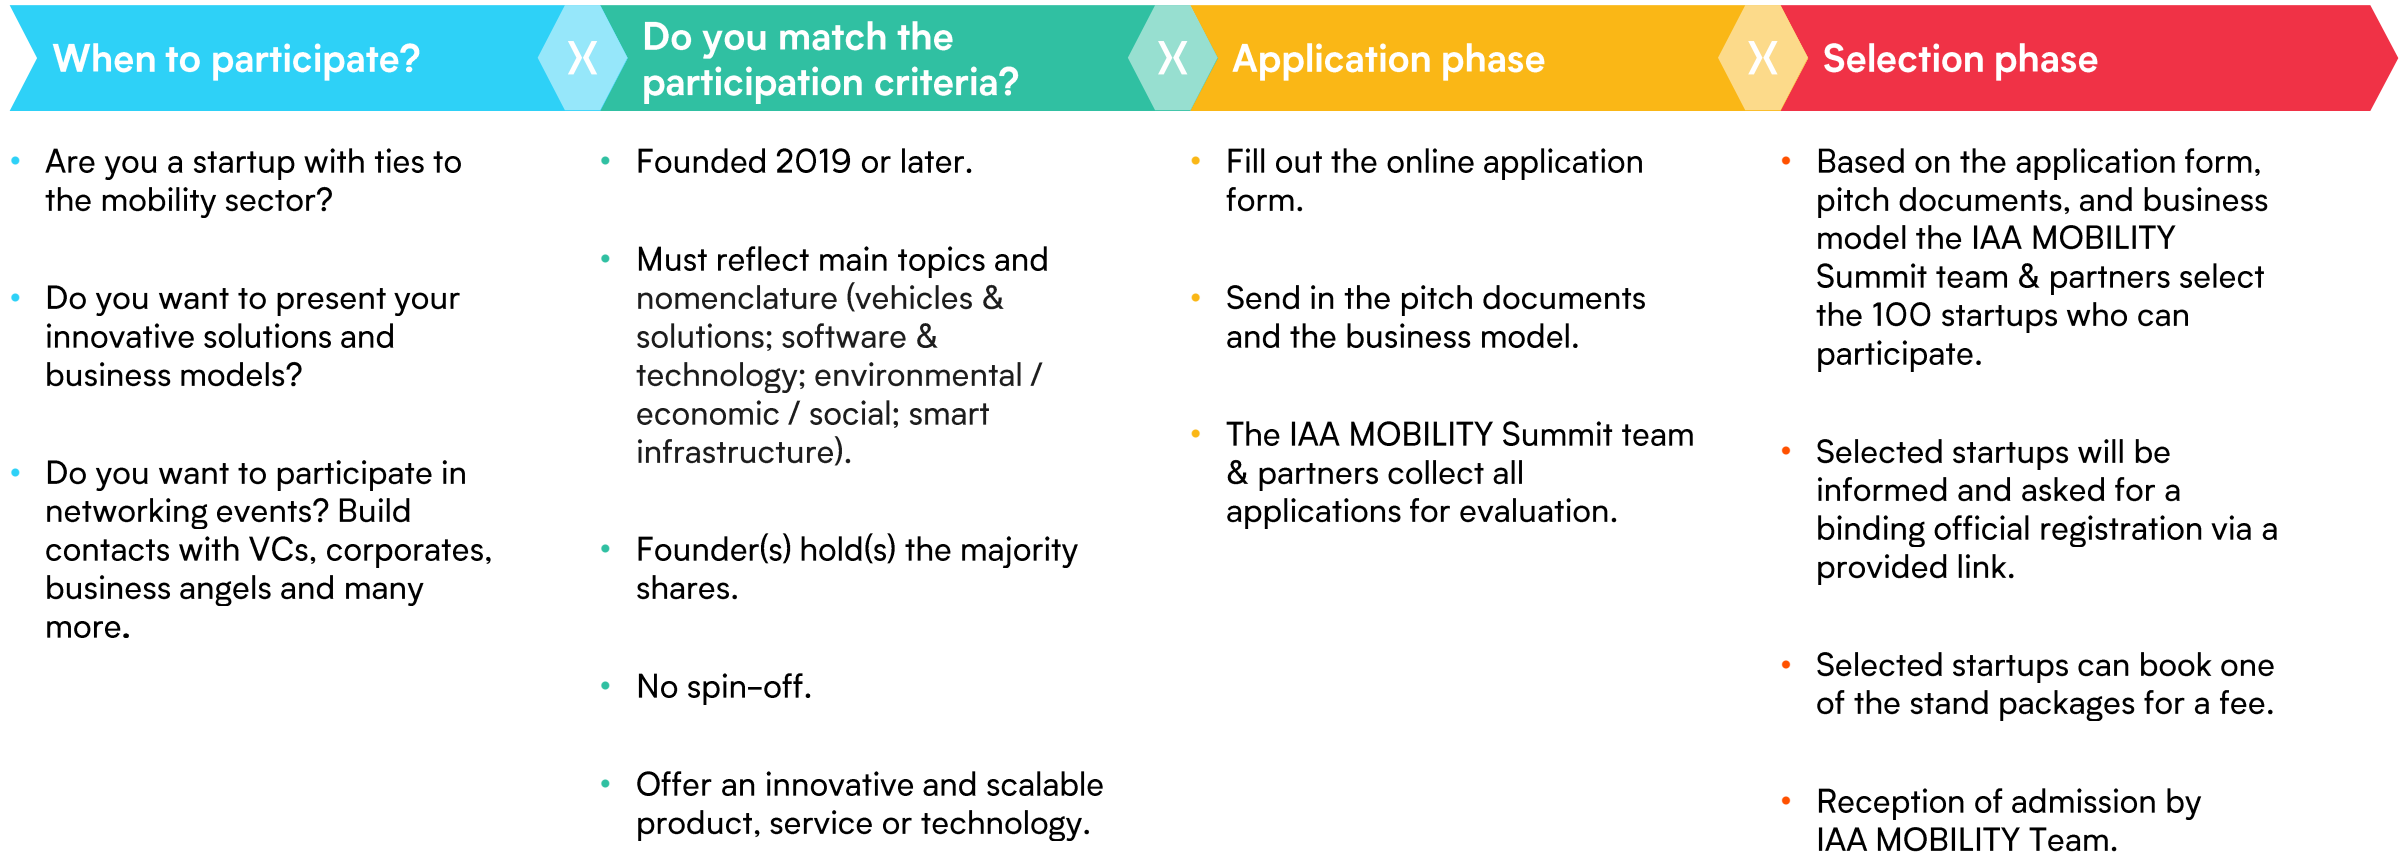 When to participate?
Are you a startup with ties to
the mobility sector?
Do you want to present your
innovative solutions and
business models?
Do you want to participate in
networking events? Build
contacts with VCs, corporates,
business angels and many
more.
Do you match the
participation criteria?
Founded 2019 or later.
Must reflect main topics and
nomenclature (vehicles &
solutions; software &
technology; environmental /
economic / social; smart
infrastructure).
Founder(s) hold(s) the majority
shares.
No spin-off.
Offer an innovative and scalable
product, service or technology.
Application phase
Fill out the online application
form.
Send in the pitch documents
and the business model.
The IAA MOBILITY Summit team
& partners collect all
applications for evaluation.
Selection phase
Based on the application form,
pitch documents, and business
model the IAA MOBILITY
Summit team & partners select
the 100 startups who can
participate.
Selected startups will be
informed and asked for a
binding official registration via a
provided link.
Selected startups can book one
of the stand packages for a fee.
Reception of admission by
IAA MOBILITY Team.